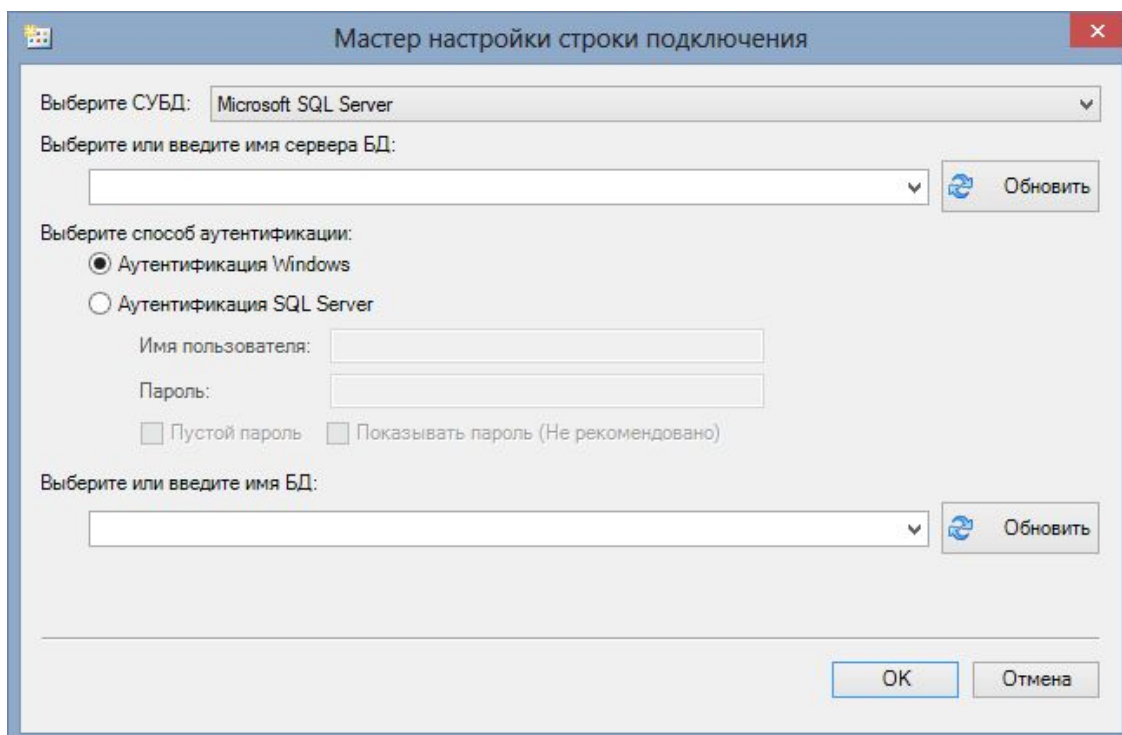 Мастер настройки строки подключения
Выберите СУБД: Microsoft SQL Server
Выберите или введите имя сервера БД:
Обновить
Выберите способ аутентификации:
Аутентификация Windows
Аутентификация SQL Server
Имя пользователя:
Пароль:
Пустой пароль Показывать пароль (Не рекомендовано)
Выберите или введите имя БД:
Обновить
OK Отмена